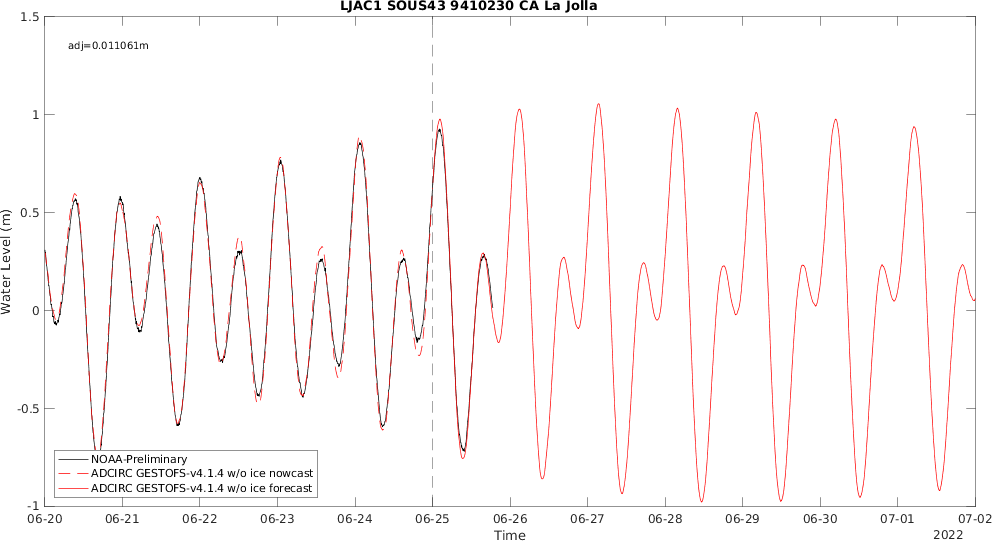 LJAC1 SOUS43 9410230 CA La Jolla
adj=0.011061m
1.5
1
0.5
0
-0.5
-1
Water Level (m)
NOAA-Preliminary
ADCIRC GESTOFS-v4.1.4 w/o ice nowcast
ADCIRC GESTOFS-v4.1.4 w/o ice forecast
06-20 06-21 06-22 06-23 06-24 06-25 06-26 06-27 06-28 06-29 06-30 07-01 07-02
Time
2022